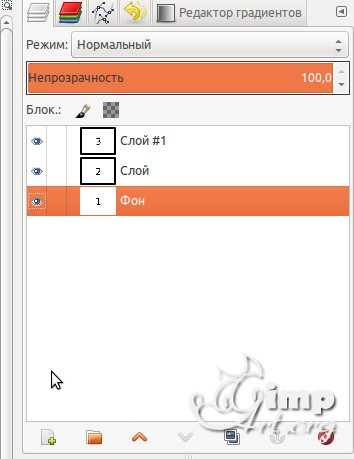 Редактор градиентов
Режим: Нормальный
Непрозрачность 100,0
Блок.:
3 Слой #1
2 Слой
1 Фон
Gimp
Art.org